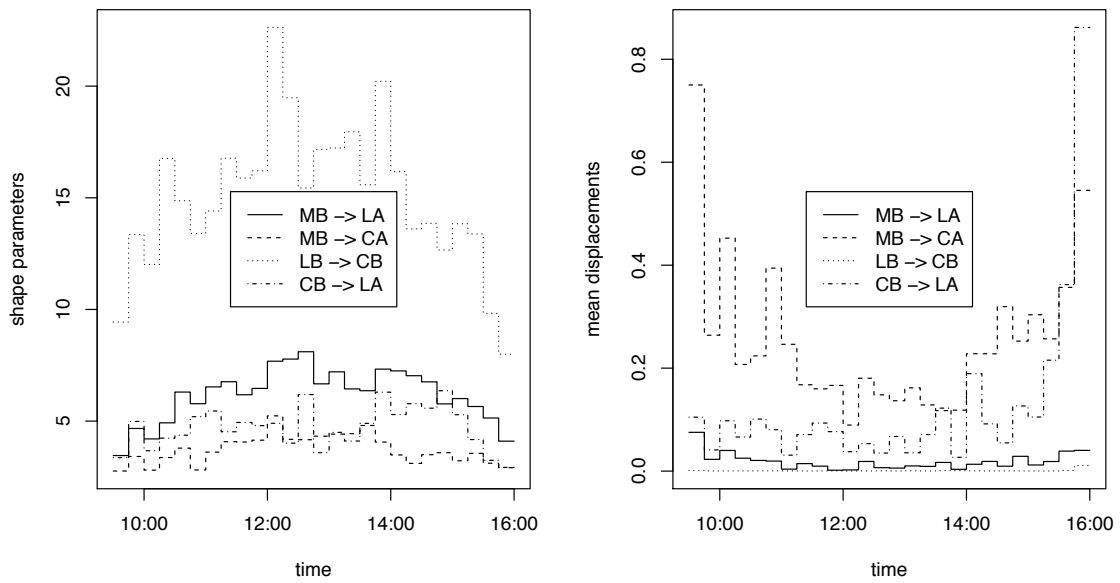 shape parameters
20
15
10
5
MB -> LA
MB -> CA
LB -> CB
CB -> LA
10:00 12:00 14:00 16:00
time
mean displacements
0.8
0.6
0.4
0.2
0.0
MB -> LA
MB -> CA
LB -> CB
CB -> LA
10:00 12:00 14:00 16:00
time